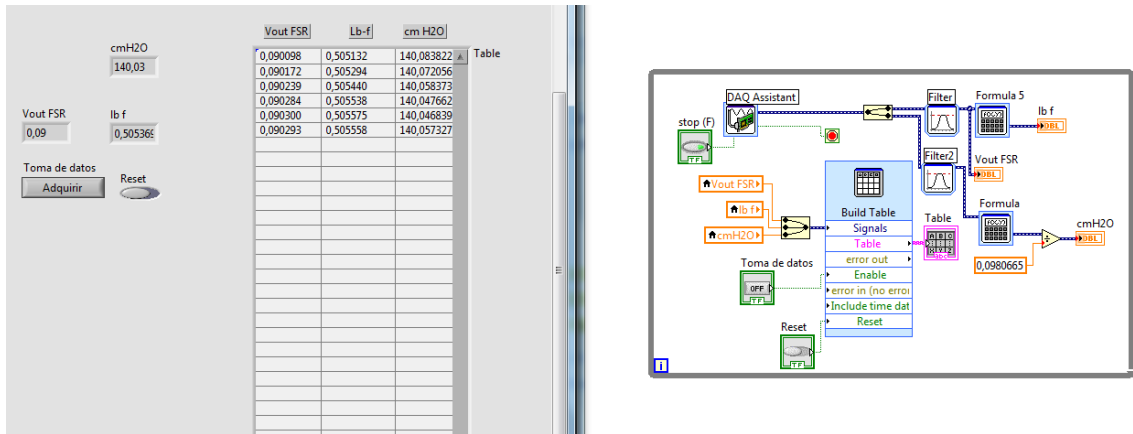 Vout FSR Lb-f cm H2O
cmH2O
140,03
Table
0,090098 0,505132 140,083822
0,090172 0,505294 140,072056
0,090239 0,505440 140,058373
0,090284 0,505538 140,047662
0,090300 0,505575 140,046839
0,090293 0,505558 140,057327
Vout FSR lb f
0,09 0,50536
Toma de datos
Adquirir
Reset
DAQ Assistant
Filter
Formula 5
lb f
DBL
stop (F)
TF
Filter2
Vout FSR
DBL
Vout FSR
lb f
cmH2O
Build Table
Signals
Table
error out
Enable
error in (no erro
Include time dat
Reset
Table
abc
Formula
cmH2O
DBL
0,0980665
Toma de datos
OFF
TF
Reset
TF
i